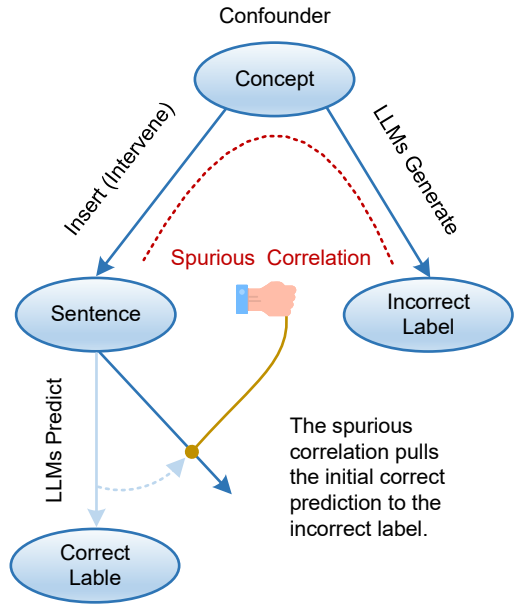 Confounder
Concept
Insert (Intervene)
LLMs Generate
Spurious Correlation
Sentence
Incorrect
Label
LLMs Predict
The spurious
correlation pulls
the initial correct
prediction to the
incorrect label.
Correct
Lable